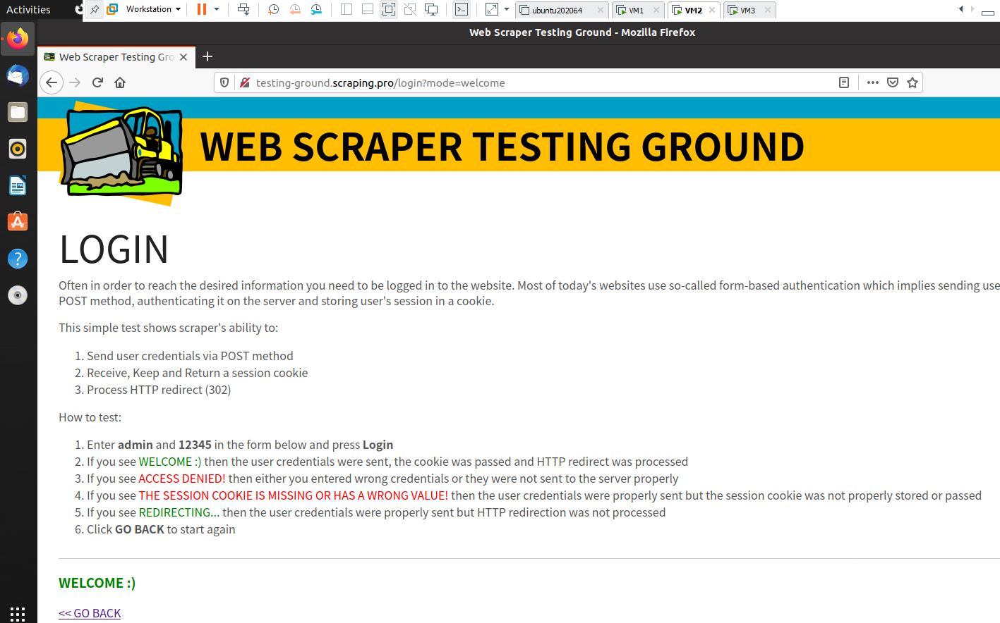 Activities
Workstation
ubuntu202064
VM1
VM2
VM3
Web Scraper Testing Ground - Mozilla Firefox
Web Scraper Testing Gro
testing-ground.scraping.pro/login?mode=welcome
WEB SCRAPER TESTING GROUND
LOGIN
Often in order to reach the desired information you need to be logged in to the website. Most of today's websites use so-called form-based authentication which implies sending use
POST method, authenticating it on the server and storing user's session in a cookie.
This simple test shows scraper's ability to:
1. Send user credentials via POST method
2. Receive, Keep and Return a session cookie
3. Process HTTP redirect (302)
How to test:
1. Enter admin and 12345 in the form below and press Login
2. If you see WELCOME :) then the user credentials were sent, the cookie was passed and HTTP redirect was processed
3. If you see ACCESS DENIED! then either you entered wrong credentials or they were not sent to the server properly
4. If you see THE SESSION COOKIE IS MISSING OR HAS A WRONG VALUE! then the user credentials were properly sent but the session cookie was not properly stored or passed
5. If you see REDIRECTING... then the user credentials were properly sent but HTTP redirection was not processed
6. Click GO BACK to start again
WELCOME :)
<< GO BACK